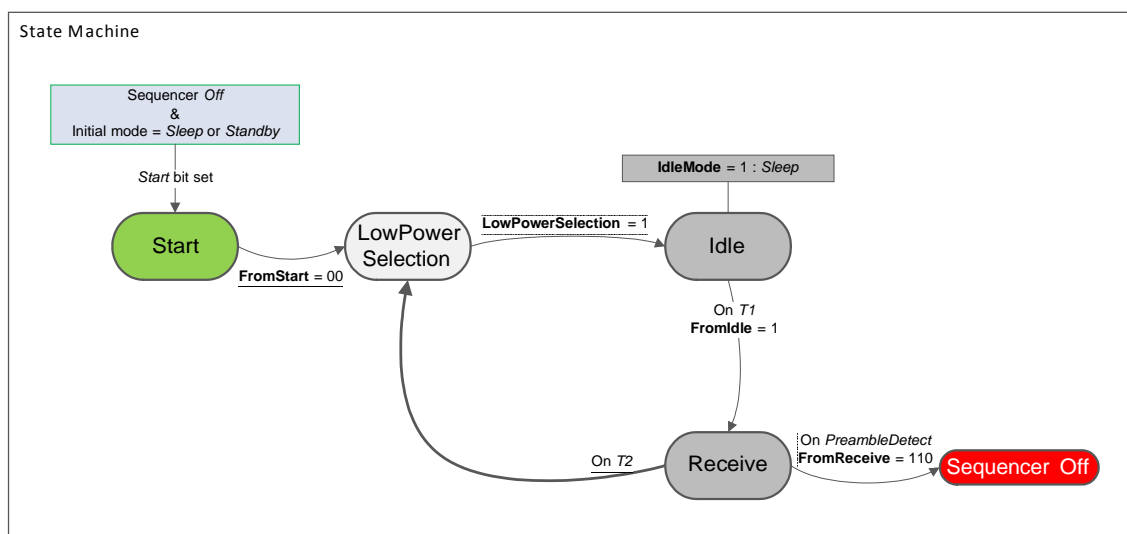 State Machine
Sequencer Off
&
Initial mode = Sleep or Standby
Start bit set
IdleMode = 1 : Sleep
Start
FromStart = 00
LowPower
Selection
LowPowerSelection = 1
Idle
On T1
FromIdle = 1
On T2
Receive
On PreambleDetect
FromReceive = 110
Sequencer Off